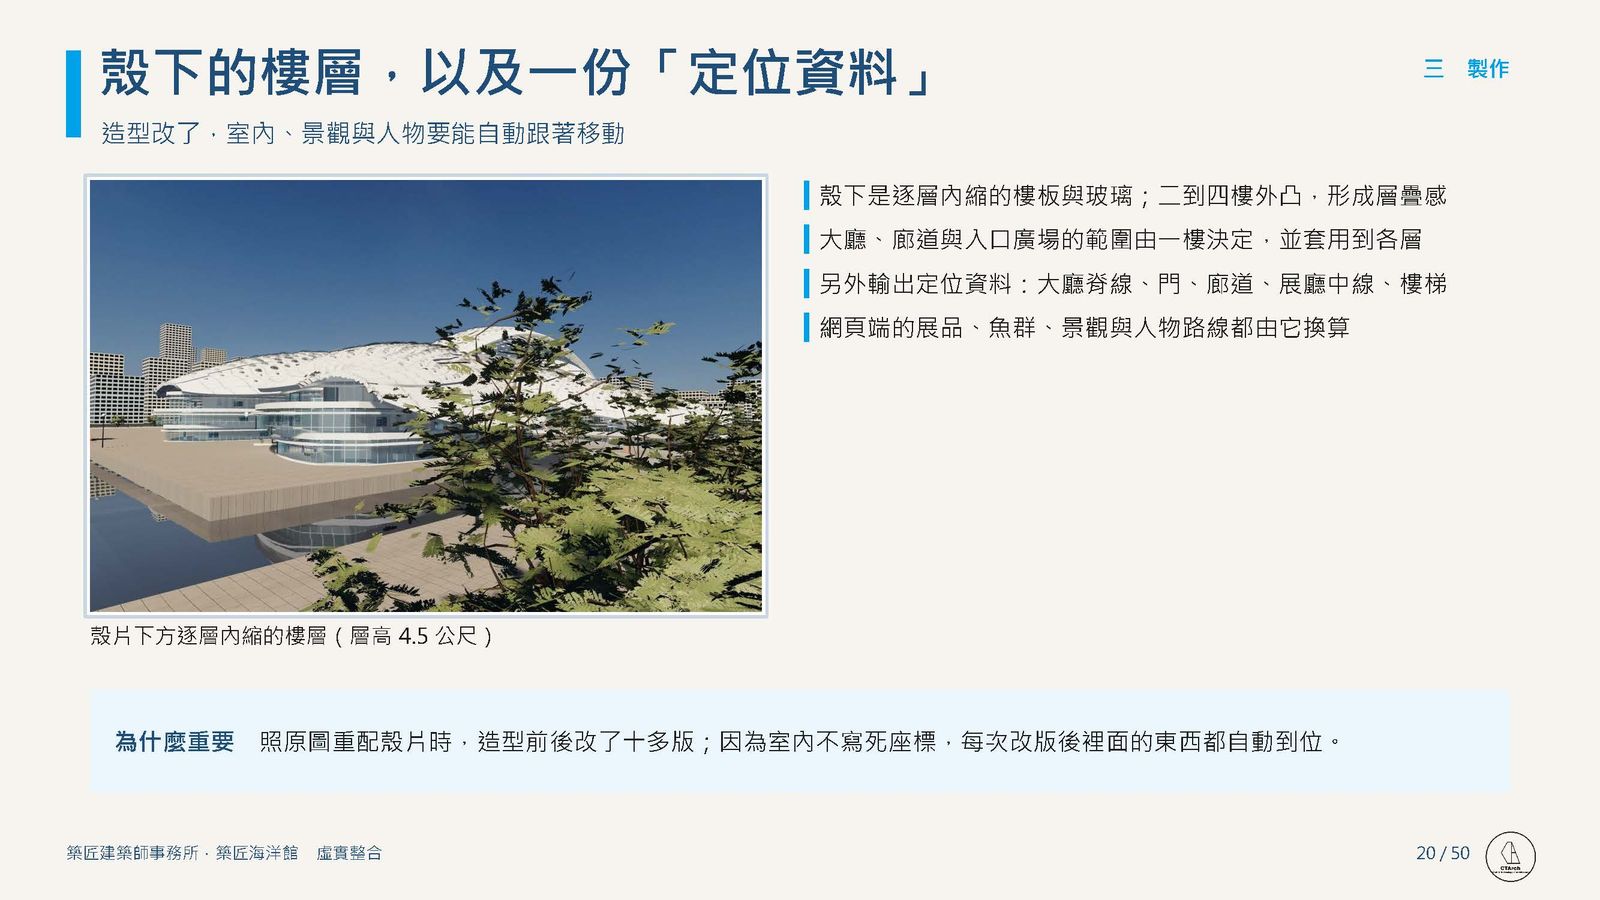 殼下的樓層，以及一份「定位資料」
三　製作
造型改了，室內、景觀與人物要能自動跟著移動
殼下是逐層內縮的樓板與玻璃；二到四樓外凸，形成層疊感
大廳、廊道與入口廣場的範圍由一樓決定，並套用到各層
另外輸出定位資料：大廳脊線、門、廊道、展廳中線、樓梯
網頁端的展品、魚群、景觀與人物路線都由它換算
殼片下方逐層內縮的樓層（層高 4.5 公尺）
為什麼重要　照原圖重配殼片時，造型前後改了十多版；因為室內不寫死座標，每次改版後裡面的東西都自動到位。
築匠建築師事務所．築匠海洋館　虛實整合
20 / 50
CTArch